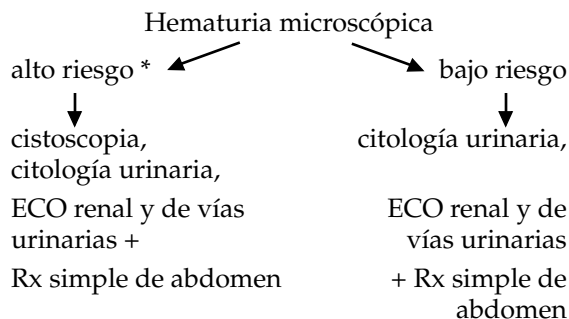 Hematuria microscópica
alto riesgo *
bajo riesgo
cistoscopia,
citología urinaria,
ECO renal y de vías
urinarias +
Rx simple de abdomen
citología urinaria,
ECO renal y de
vías urinarias
+ Rx simple de
abdomen